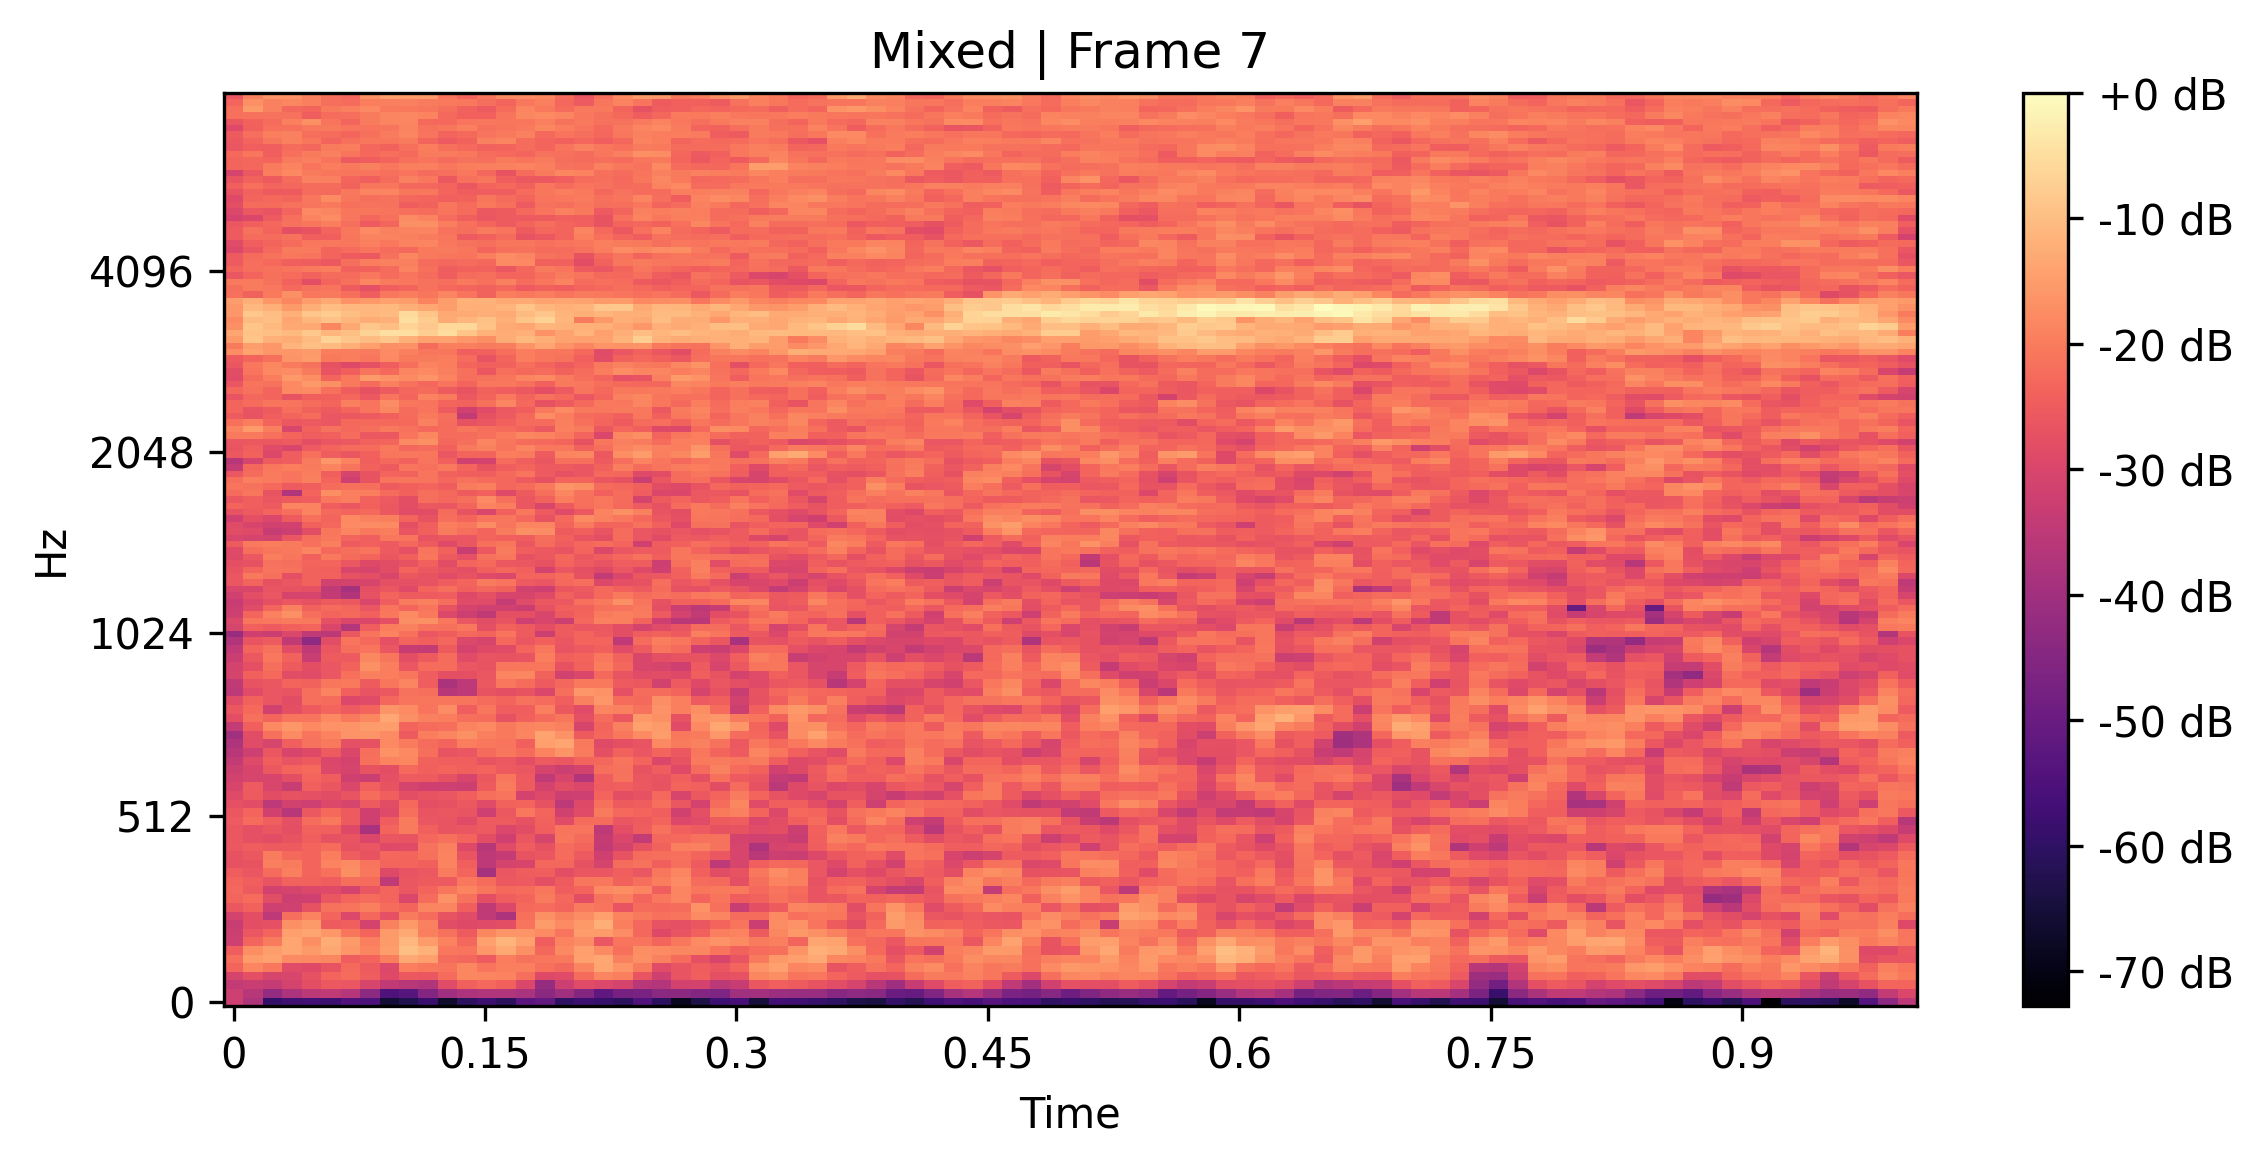 Mixed | Frame 7
Hz
4096
2048
1024
512
0
0 0.15 0.3 0.45 0.6 0.75 0.9
Time
+0 dB
-10 dB
-20 dB
-30 dB
-40 dB
-50 dB
-60 dB
-70 dB